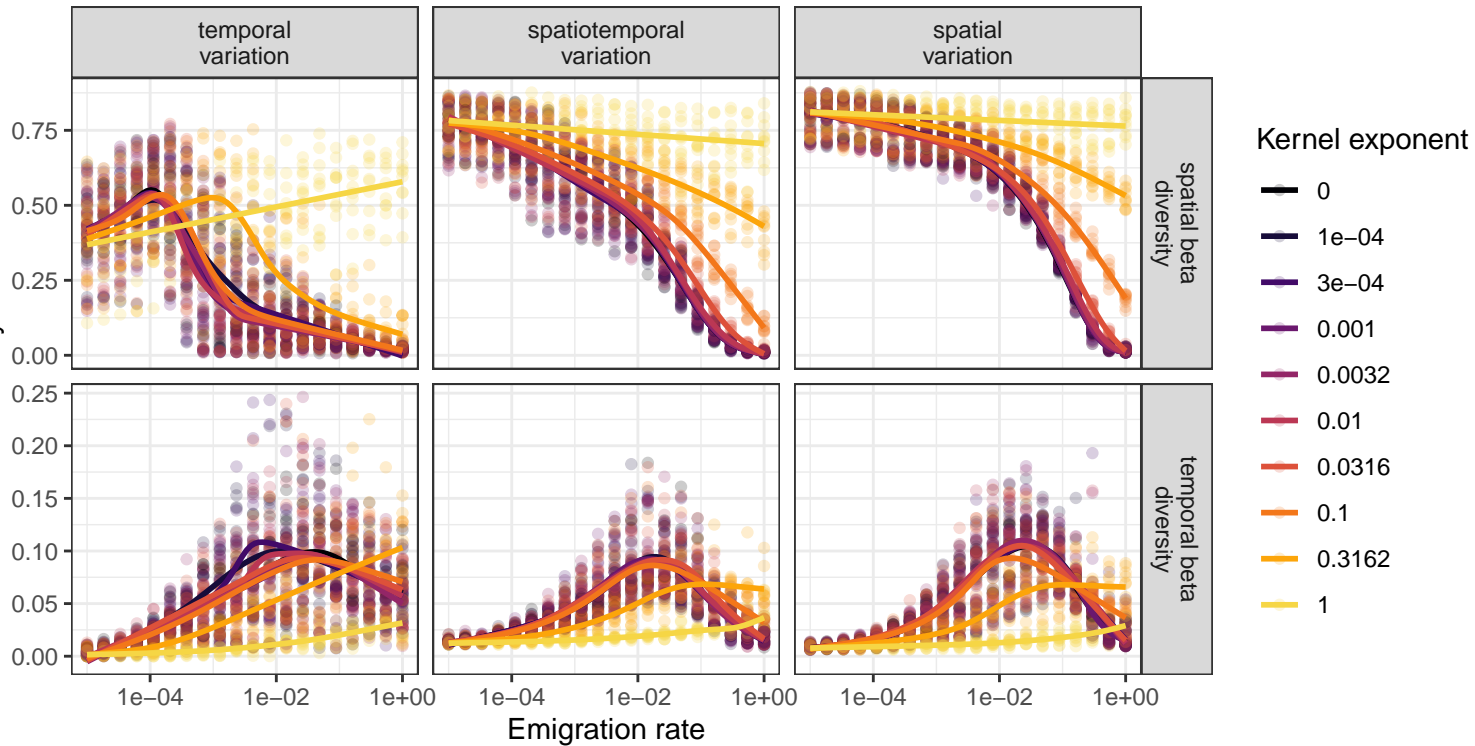 temporal
variation
spatiotemporal
variation
spatial
variation
0.75
0.50
0.25
0.00
spatial beta
diversity
0.25
0.20
0.15
0.10
0.05
0.00
temporal beta
diversity
1e−04
1e−02
1e+00
1e−04
1e−02
1e+00
1e−04
1e−02
1e+00
Emigration rate
Kernel exponent
0
1e−04
3e−04
0.001
0.0032
0.01
0.0316
0.1
0.3162
1